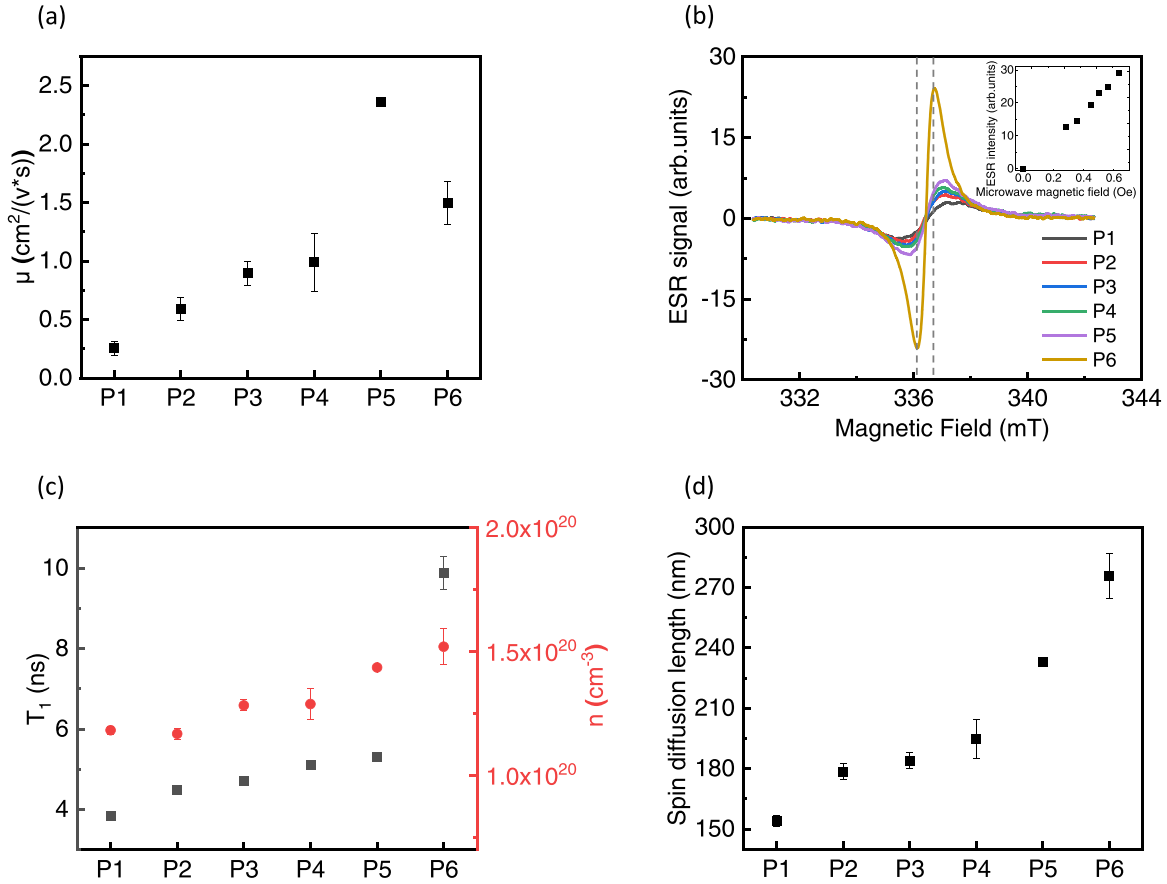 (a)
μ (cm²/(v*s))
2.5
2.0
1.5
1.0
0.5
0.0
P1 P2 P3 P4 P5 P6
(b)
ESR signal (arb.units)
30
15
0
-15
-30
332 336 340 344
Magnetic Field (mT)
ESR intensity (arb.units)
30
20
10
0
0.0 0.2 0.4 0.6
Microwave magnetic field (Oe)
P1
P2
P3
P4
P5
P6
(c)
T₁ (ns)
10
8
6
4
2.0x10²⁰
1.5x10²⁰
1.0x10²⁰
n (cm⁻³)
P1 P2 P3 P4 P5 P6
(d)
Spin diffusion length (nm)
300
270
240
210
180
150
P1 P2 P3 P4 P5 P6